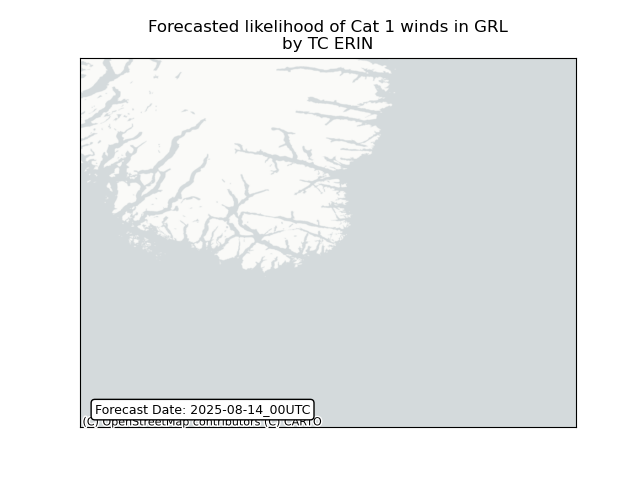 Forecasted likelihood of Cat 1 winds in GRL
by TC ERIN
Forecast Date: 2025-08-14_00UTC
(C) OpenStreetMap contributors (C) CARTO